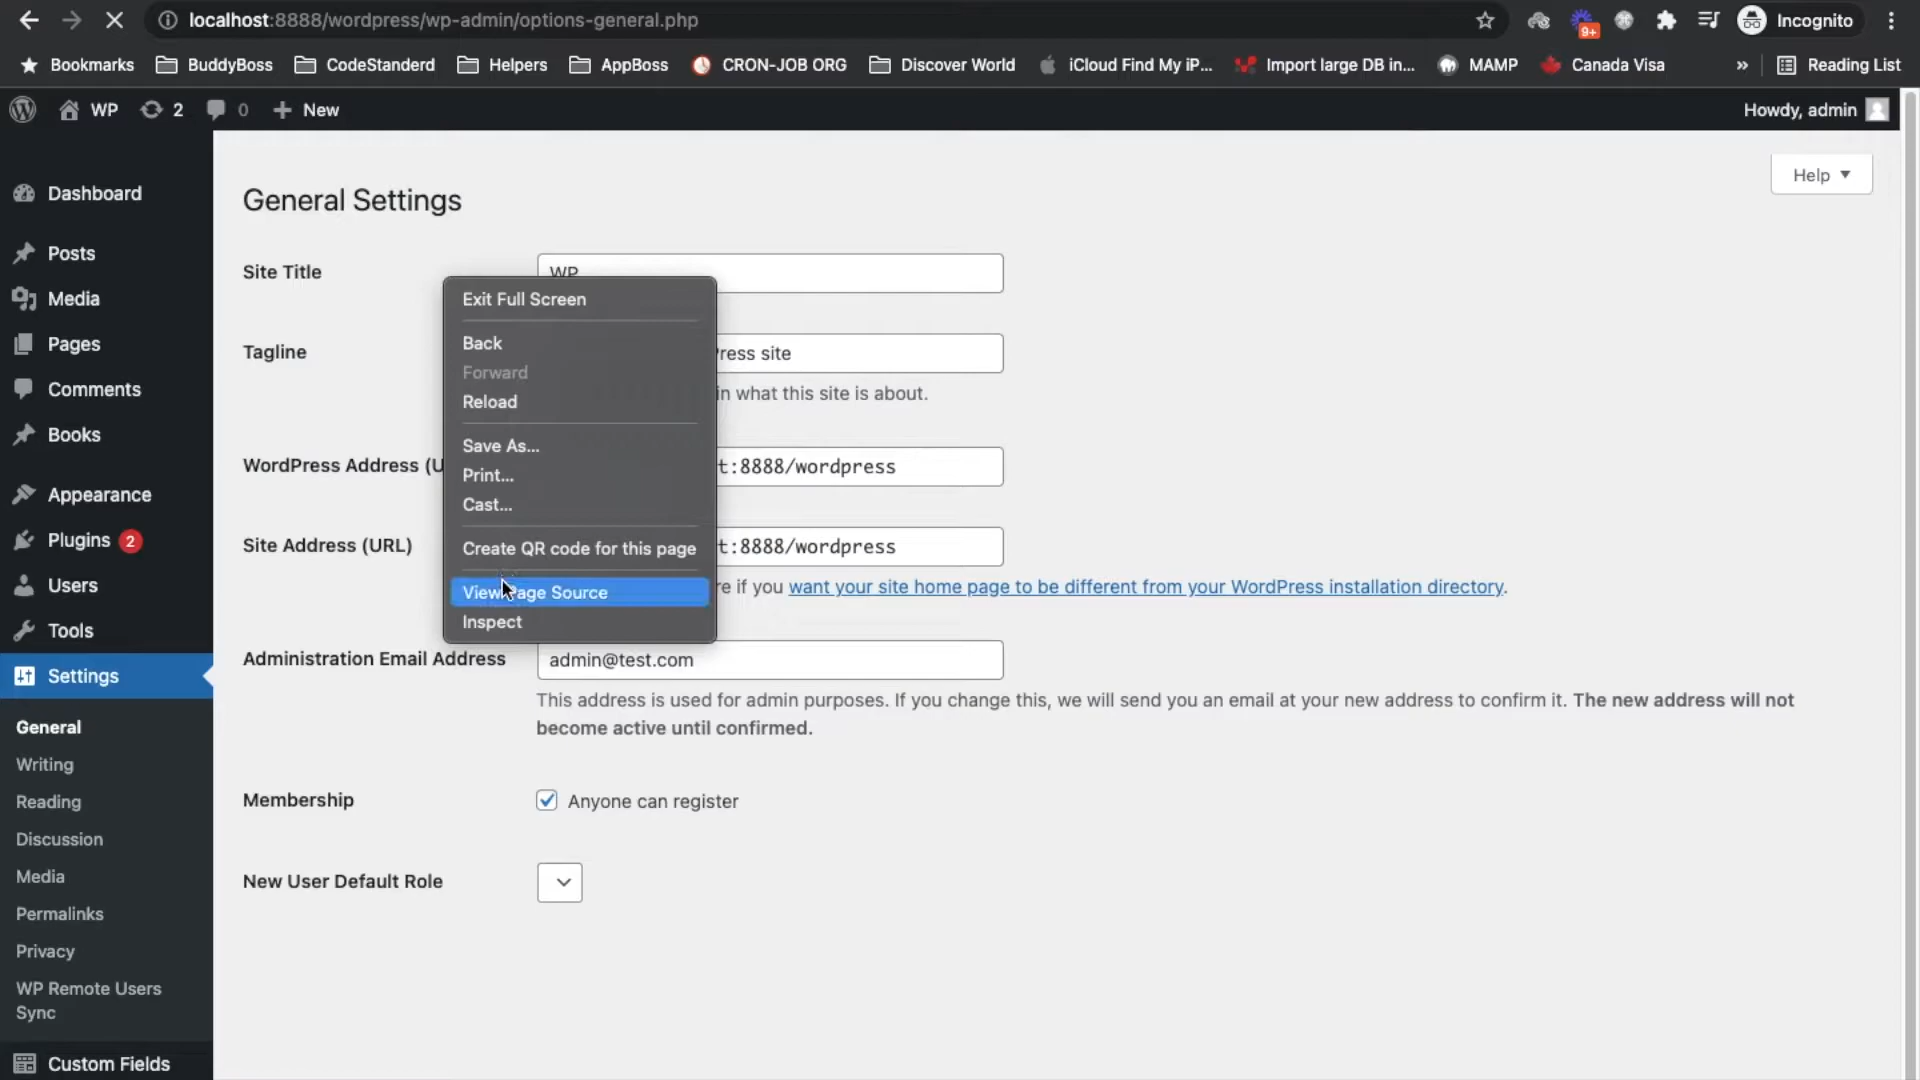 localhost:8888/wordpress/wp-admin/options-general.php
9+
Incognito
Bookmarks
BuddyBoss
CodeStanderd
Helpers
AppBoss
CRON-JOB ORG
Discover World
iCloud Find My iP...
Import large DB in...
MAMP
Canada Visa
»
Reading List
WP
2
0
New
Howdy, admin
Dashboard
Posts
Media
Pages
Comments
Books
Appearance
Plugins 2
Users
Tools
Settings
General
Writing
Reading
Discussion
Media
Permalinks
Privacy
WP Remote Users
Sync
Custom Fields
Help
General Settings
Site Title
WP
Tagline
Press site
in what this site is about.
WordPress Address (U
t:8888/wordpress
Site Address (URL)
t:8888/wordpress
re if you want your site home page to be different from your WordPress installation directory.
Exit Full Screen
Back
Forward
Reload
Save As...
Print...
Cast...
Create QR code for this page
View Page Source
Inspect
Administration Email Address
admin@test.com
This address is used for admin purposes. If you change this, we will send you an email at your new address to confirm it. The new address will not
become active until confirmed.
Membership
Anyone can register
New User Default Role